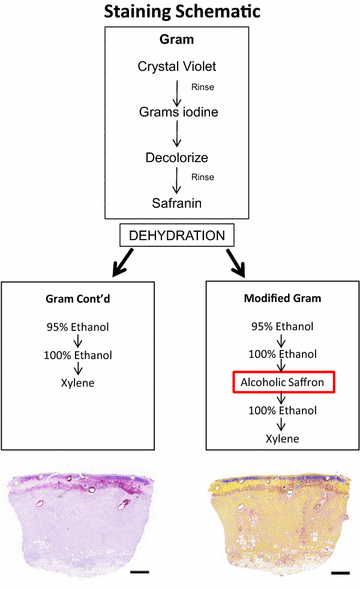 Staining Schematic
Gram
Crystal Violet
Rinse
Grams iodine
Decolorize
Rinse
Safranin
DEHYDRATION
Gram Cont'd
95% Ethanol
100% Ethanol
Xylene
Modified Gram
95% Ethanol
100% Ethanol
Alcoholic Saffron
100% Ethanol
Xylene